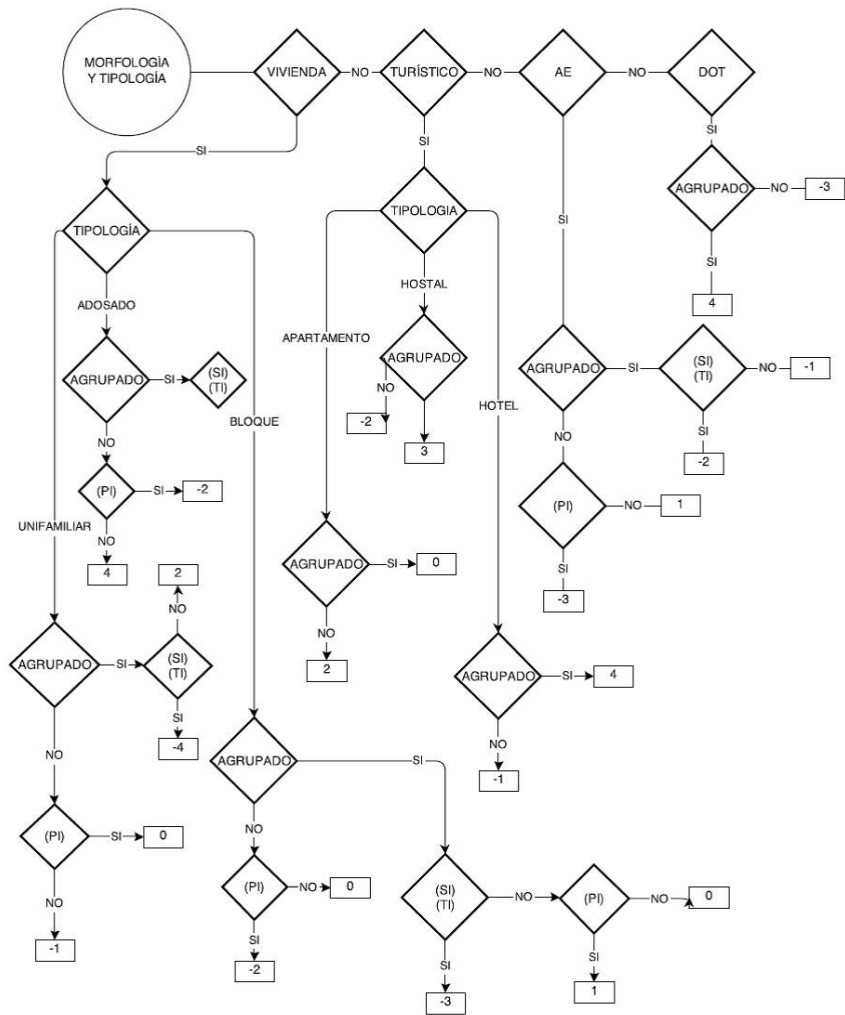 MORFOLOGÌA
Y TIPOLOGÌA
VIVIENDA
NO
TURÍSTICO
NO
AE
NO
DOT
SI
SI
SI
AGRUPADO
NO
-3
SI
4
TIPOLOGÍA
TIPOLOGIA
SI
ADOSADO
HOSTAL
APARTAMENTO
AGRUPADO
SI
(SI)
(TI)
AGRUPADO
NO
-2
3
HOTEL
AGRUPADO
SI
(SI)
(TI)
NO
-1
SI
-2
BLOQUE
NO
NO
(PI)
SI
-2
(PI)
NO
1
UNIFAMILIAR
NO
4
SI
-3
2
NO
AGRUPADO
SI
0
NO
2
AGRUPADO
SI
(SI)
(TI)
SI
-4
AGRUPADO
SI
4
NO
-1
NO
AGRUPADO
SI
(PI)
SI
0
NO
-1
NO
(PI)
NO
0
SI
-2
(SI)
(TI)
NO
(PI)
NO
0
SI
-3
SI
1